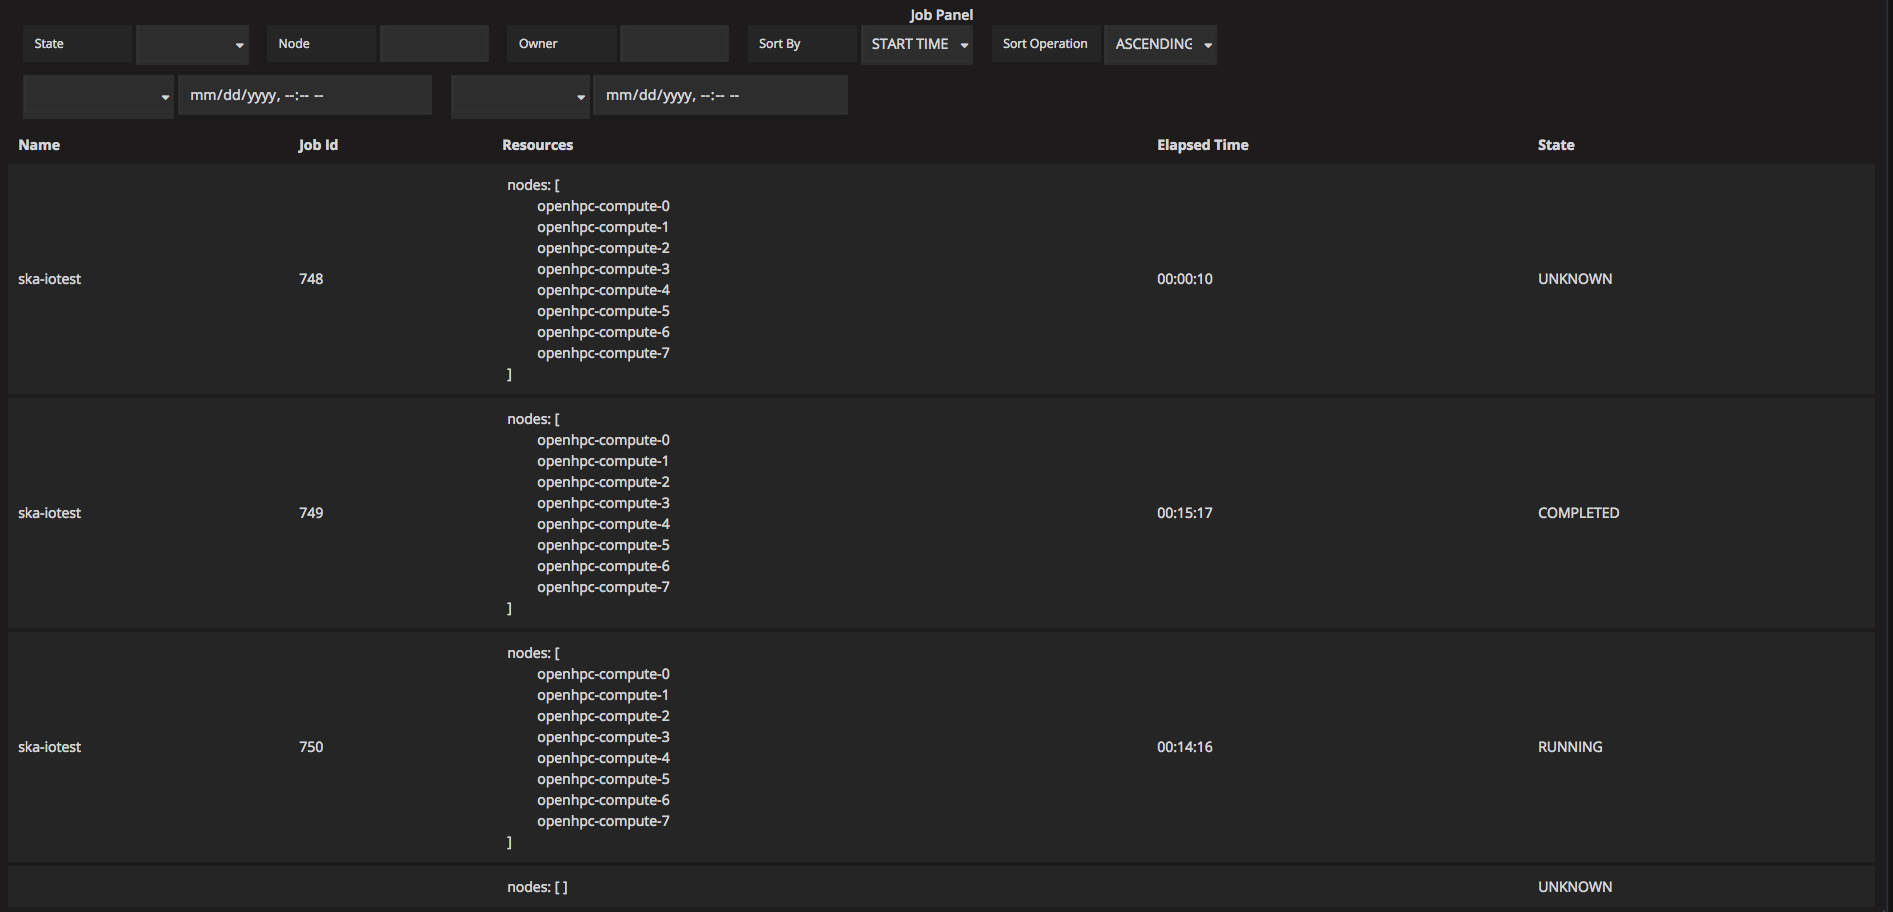 Job Panel
State Node Owner Sort By START TIME Sort Operation ASCENDING
mm/dd/yyyy, --:-- -- mm/dd/yyyy, --:-- --
Name Job Id Resources Elapsed Time State
nodes: [
openhpc-compute-0
openhpc-compute-1
openhpc-compute-2
openhpc-compute-3
ska-iotest 748 00:00:10 UNKNOWN
openhpc-compute-4
openhpc-compute-5
openhpc-compute-6
openhpc-compute-7
]
nodes: [
openhpc-compute-0
openhpc-compute-1
openhpc-compute-2
openhpc-compute-3
ska-iotest 749 00:15:17 COMPLETED
openhpc-compute-4
openhpc-compute-5
openhpc-compute-6
openhpc-compute-7
]
nodes: [
openhpc-compute-0
openhpc-compute-1
openhpc-compute-2
openhpc-compute-3
ska-iotest 750 00:14:16 RUNNING
openhpc-compute-4
openhpc-compute-5
openhpc-compute-6
openhpc-compute-7
]
nodes: [ ] UNKNOWN